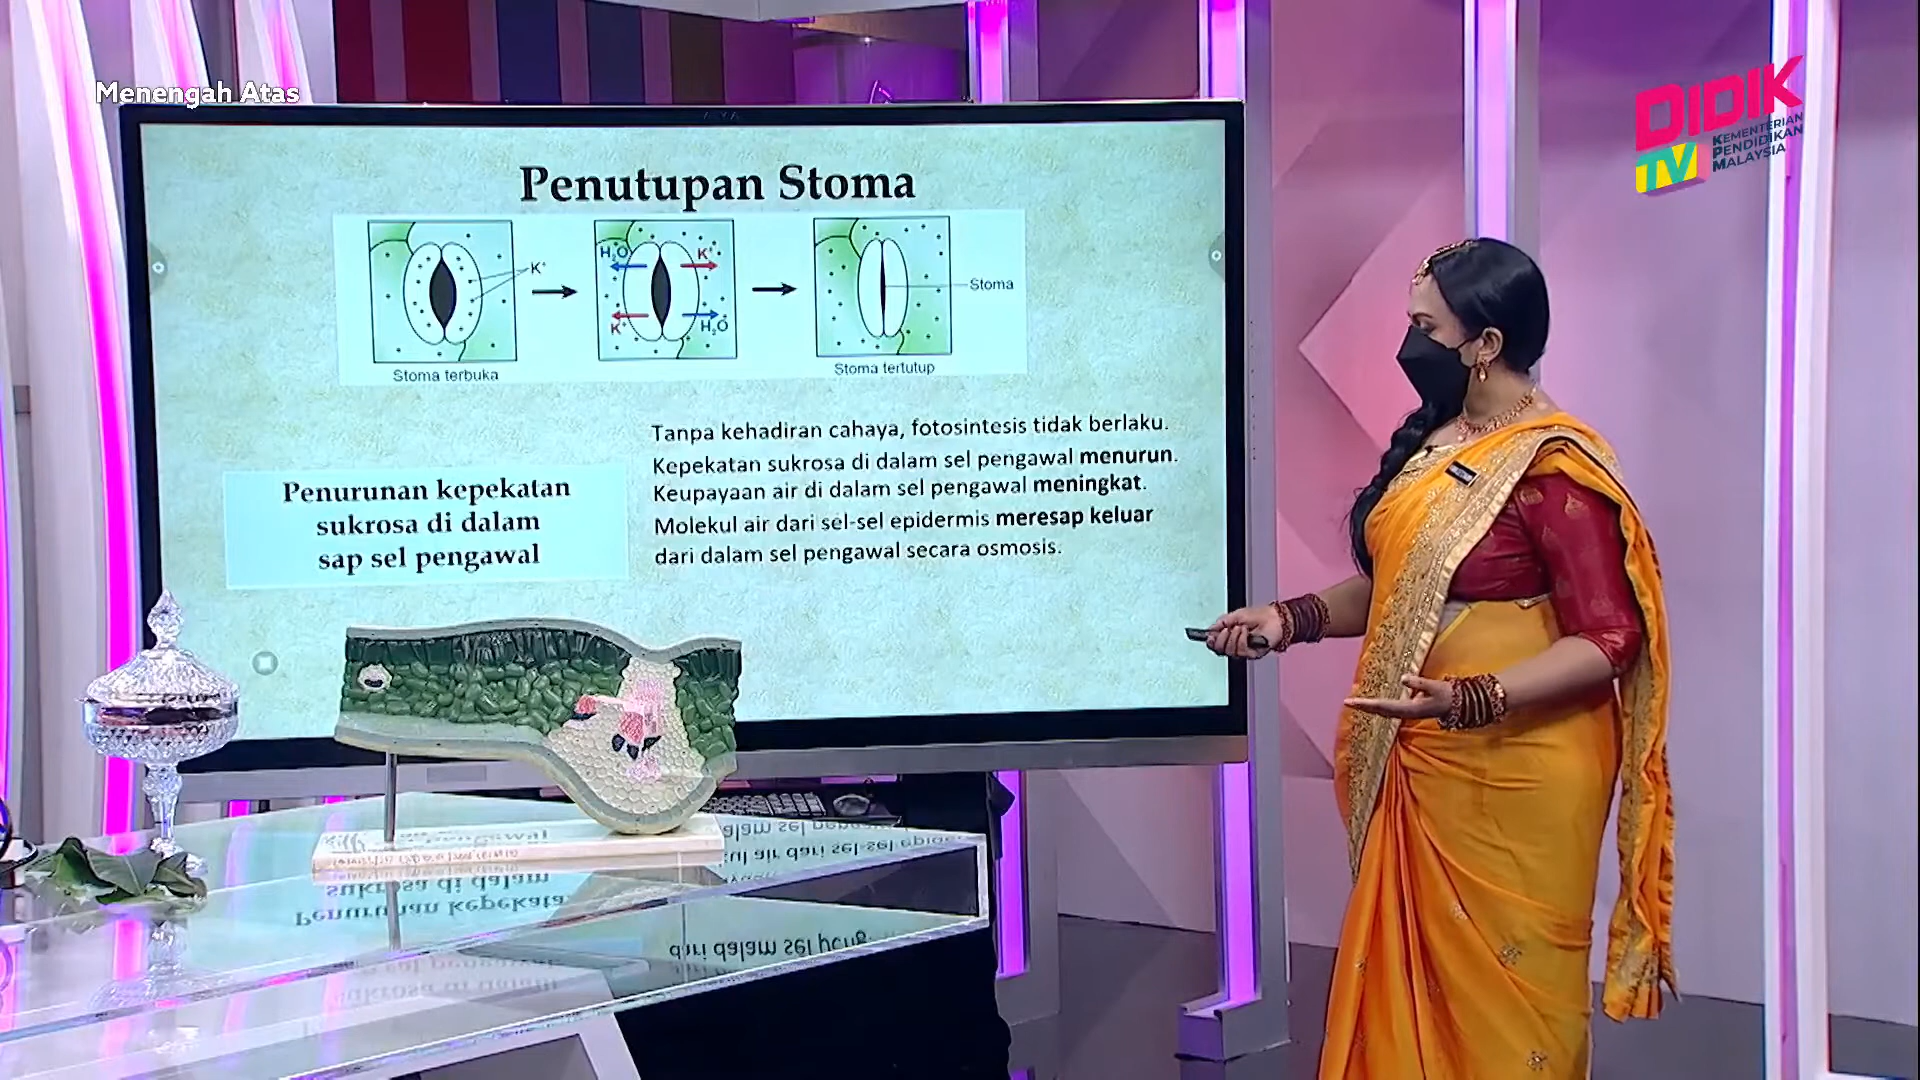 Menengah Atas
DIDIK
TV
KEMENTERIAN
PENDIDIKAN
MALAYSIA
Penutupan Stoma
K⁺
H₂O
K⁺
K⁺
H₂O
Stoma
Stoma terbuka
Stoma tertutup
Tanpa kehadiran cahaya, fotosintesis tidak berlaku.
Kepekatan sukrosa di dalam sel pengawal menurun.
Keupayaan air di dalam sel pengawal meningkat.
Molekul air dari sel-sel epidermis meresap keluar
dari dalam sel pengawal secara osmosis.
Penurunan kepekatan
sukrosa di dalam
sap sel pengawal